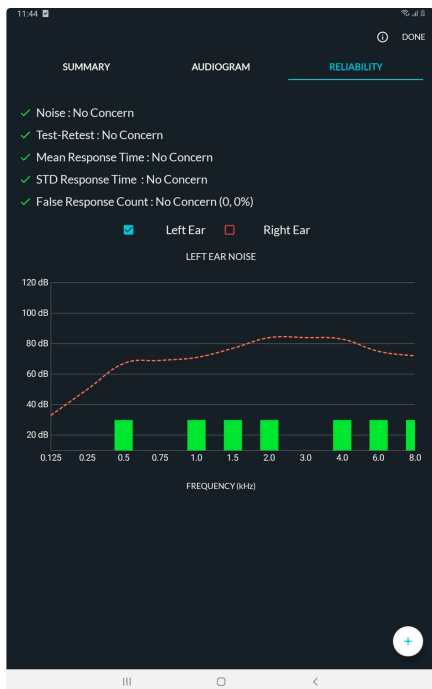 11:44
DONE
SUMMARY AUDIOGRAM RELIABILITY
Noise : No Concern
Test-Retest : No Concern
Mean Response Time : No Concern
STD Response Time : No Concern
False Response Count : No Concern (0, 0%)
Left Ear Right Ear
LEFT EAR NOISE
120 dB
100 dB
80 dB
60 dB
40 dB
20 dB
0.125 0.25 0.5 0.75 1.0 1.5 2.0 3.0 4.0 6.0 8.0
FREQUENCY (kHz)